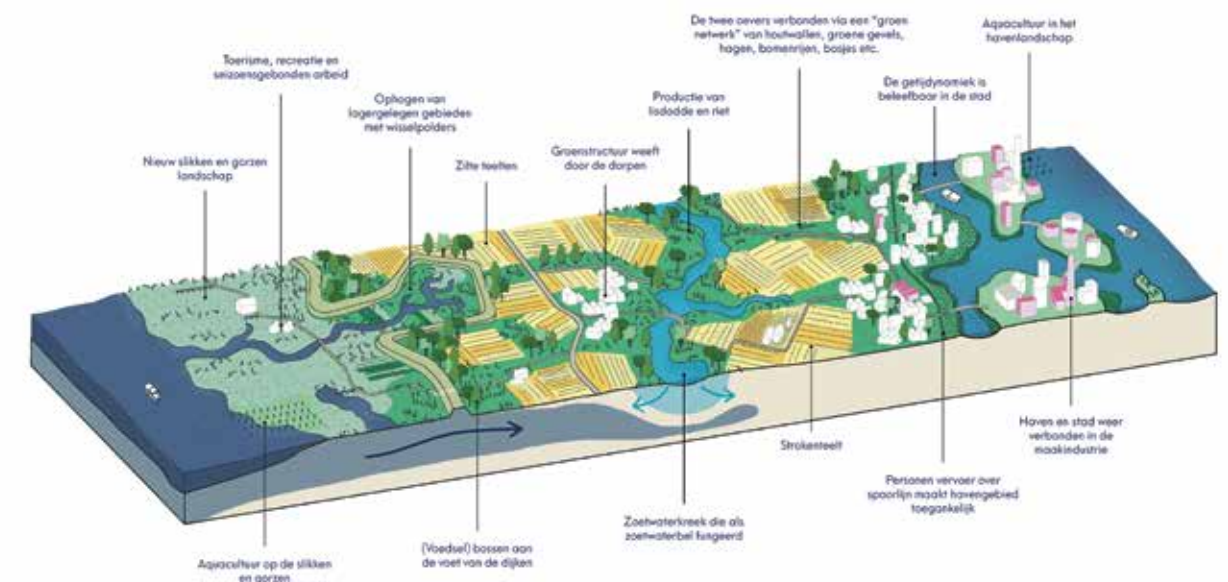 De twee oevers verbonden via een "groen
netwerk" van houtwallen, groene gevels,
hagen, bomenrijen, bosjes etc.
Aquacultuur in het
havenlandschap
Toerisme, recreatie en
seizoensgebonden arbeid
De getijdynamiek is
beleefbaar in de stad
Ophogen van
lagergelegen gebieden
met wisselpolders
Productie van
lisdodde en riet
Nieuw slikken en gorzen
landschap
Zilte teelten
Groenstructuur weeft
door de dorpen
Strokenteelt
Haven en stad weer
verbonden in de
maakindustrie
Personen vervoer over
spoorlijn maakt havengebied
toegankelijk
Zoetwaterkreek die als
zoetwaterbel fungeerd
(Voedsel) bossen aan
de voet van de dijken
Aquacultuur op de slikken
en gorzen